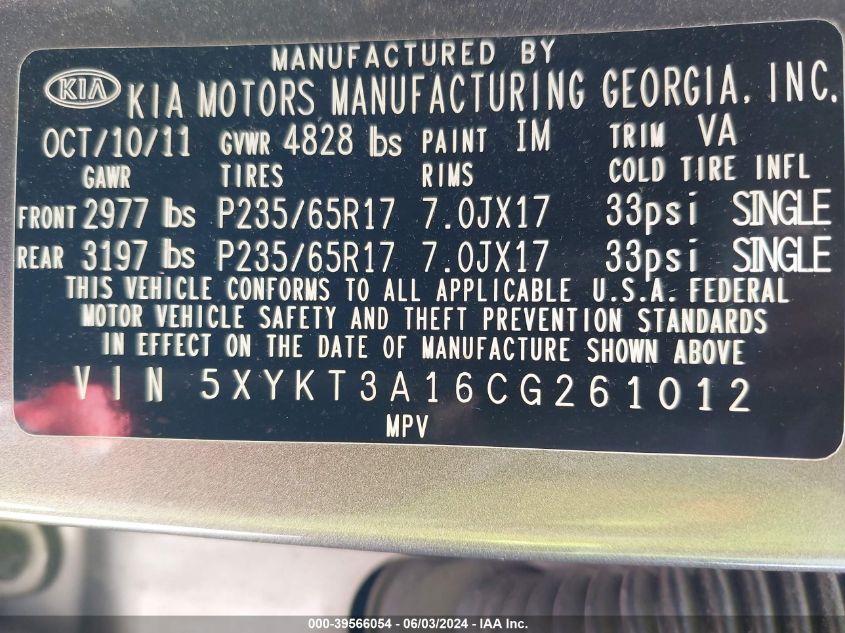 MANUFACTURED BY
KIA KIA MOTORS MANUFACTURING GEORGIA, INC.
OCT/10/11 GVWR 4828 lbs PAINT IM TRIM VA
GAWR TIRES RIMS COLD TIRE INFL
FRONT 2977 lbs P235/65R17 7.0JX17 33psi SINGLE
REAR 3197 lbs P235/65R17 7.0JX17 33psi SINGLE
THIS VEHICLE CONFORMS TO ALL APPLICABLE U.S.A. FEDERAL
MOTOR VEHICLE SAFETY AND THEFT PREVENTION STANDARDS
IN EFFECT ON THE DATE OF MANUFACTURE SHOWN ABOVE
VIN 5XYKT3A16CG261012
MPV
000-39566054 - 06/03/2024 - IAA Inc.